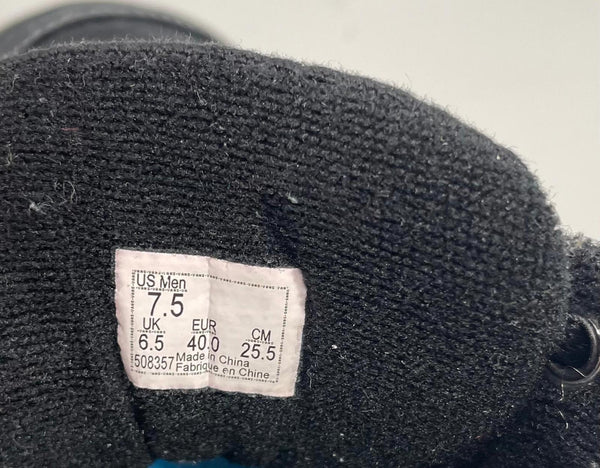 US Men
7.5
UK EUR CM
6.5 40.0 25.5
508357 Made in China
Fabrique en Chine